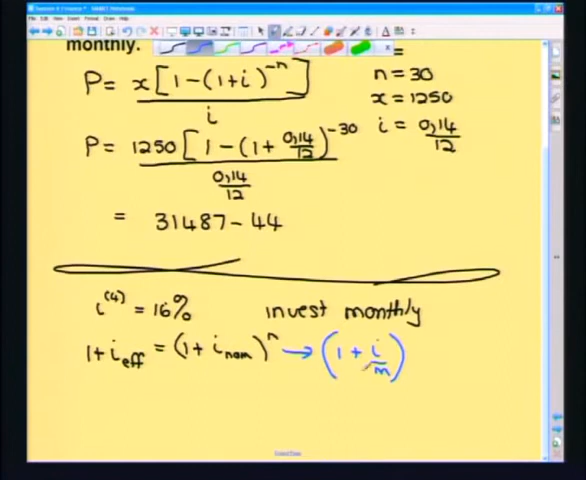 monthly.
=
P = x[1-(1+i)^-n] / i
n = 30
x = 1250
i = 0,14/12
P = 1250[1-(1+0,14/12)^-30] / 0,14/12
= 31487-44
i^(4) = 16% invest monthly
1+i_eff = (1+i_nom)^n → (1+i/m)